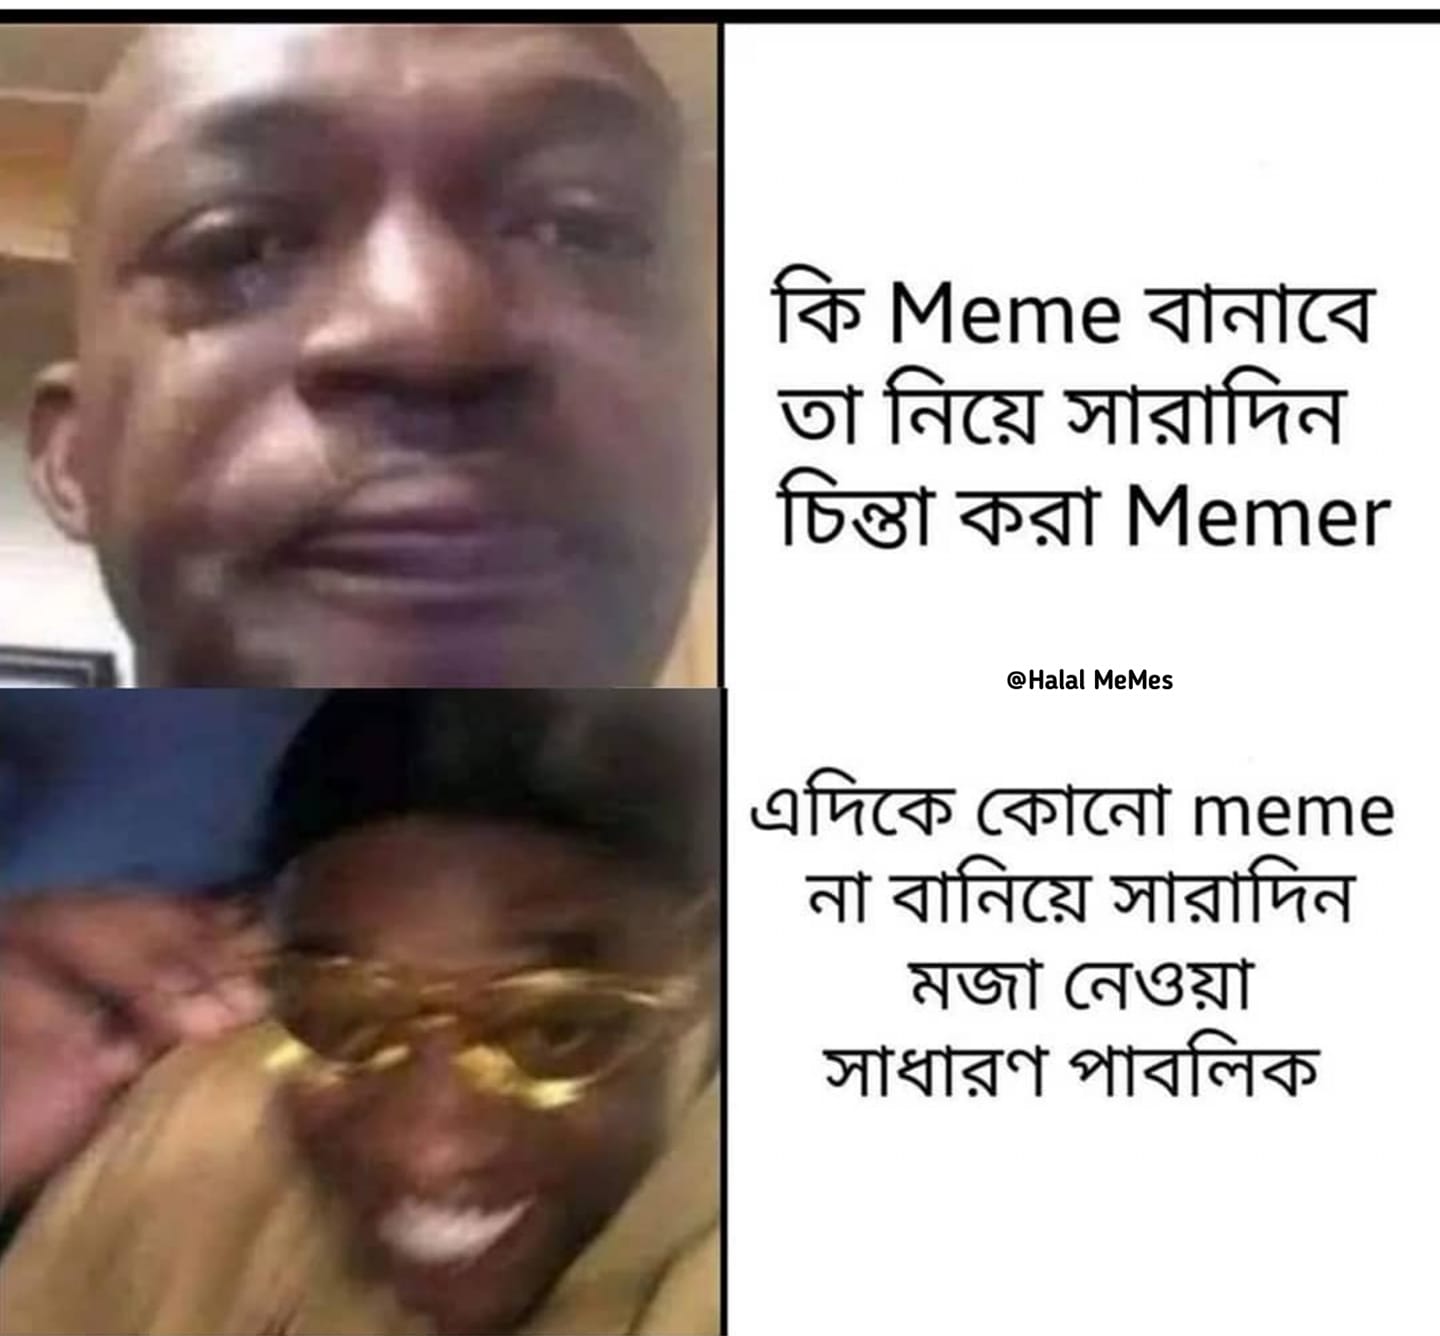 কি Meme বানাবে
তা নিয়ে সারাদিন
চিন্তা করা Memer
@Halal MeMes
এদিকে কোনো meme
না বানিয়ে সারাদিন
মজা নেওয়া
সাধারণ পাবলিক